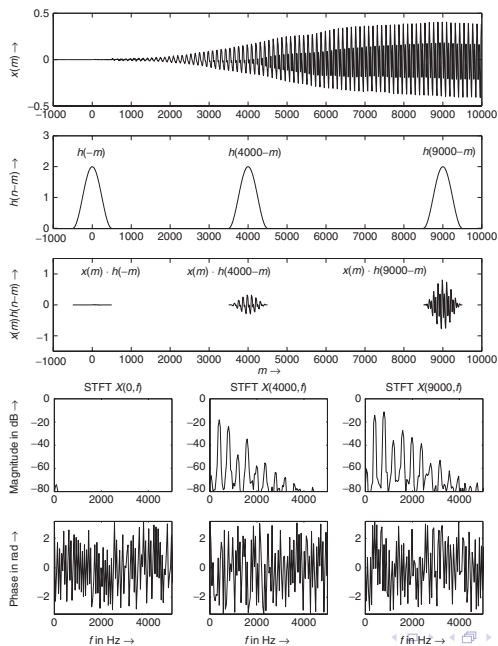 0.5
x(m) →
0
−0.5
−1000 0 1000 2000 3000 4000 5000 6000 7000 8000 9000 10000
3
h(−m) h(4000−m) h(9000−m)
h(n−m) →
2
1
0
−1000 0 1000 2000 3000 4000 5000 6000 7000 8000 9000 10000
x(m) · h(−m) x(m) · h(4000−m) x(m) · h(9000−m)
x(m)h(n−m) →
1
0
−1
−1000 0 1000 2000 3000 4000 5000 6000 7000 8000 9000 10000
m →
STFT X(0,f) STFT X(4000,f) STFT X(9000,f)
Magnitude in dB →
0 0 0
−20 −20 −20
−40 −40 −40
−60 −60 −60
−80 −80 −80
0 2000 4000 0 2000 4000 0 2000 4000
Phase in rad →
2 2 2
0 0 0
−2 −2 −2
0 2000 4000 0 2000 4000 0 2000 4000
f in Hz → f in Hz → f in Hz →